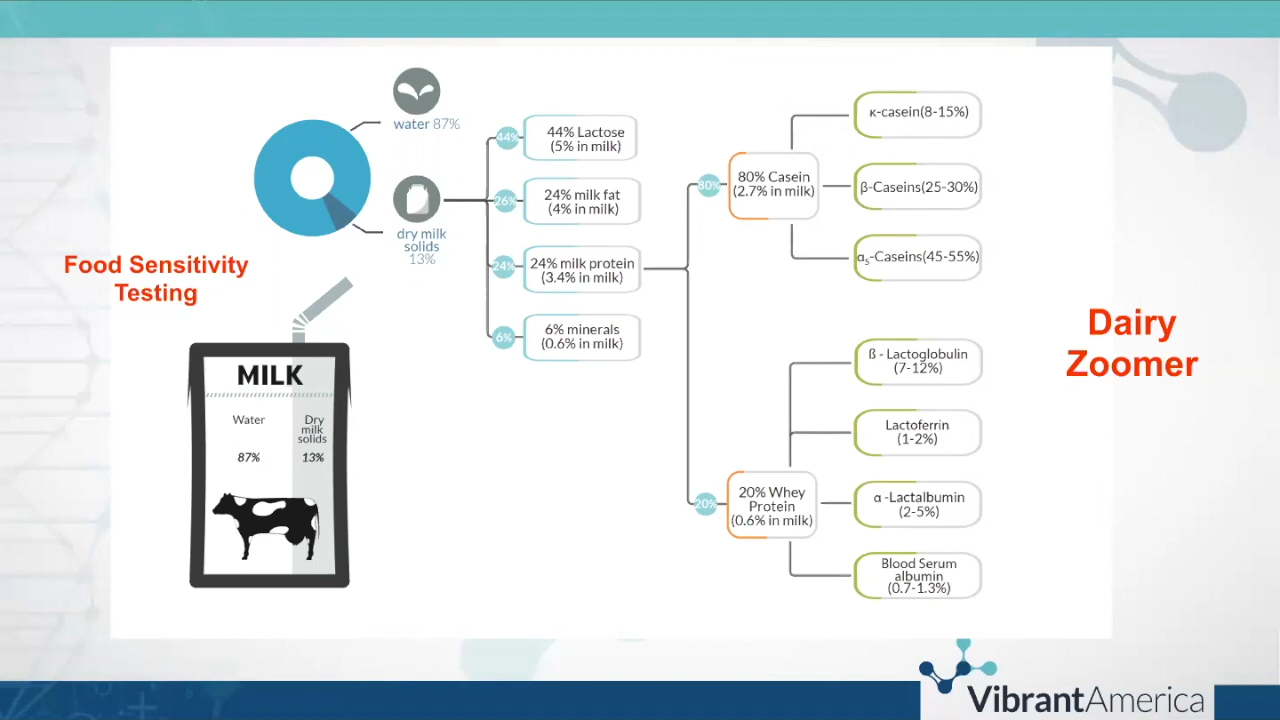 water 87%
dry milk
solids
13%
Food Sensitivity
Testing
MILK
Water
87%
Dry
milk
solids
13%
44%
44% Lactose
(5% in milk)
26%
24% milk fat
(4% in milk)
24%
24% milk protein
(3.4% in milk)
6%
6% minerals
(0.6% in milk)
80%
80% Casein
(2.7% in milk)
κ-casein(8-15%)
β-Caseins(25-30%)
αs-Caseins(45-55%)
20%
20% Whey
Protein
(0.6% in milk)
ß - Lactoglobulin
(7-12%)
Lactoferrin
(1-2%)
α -Lactalbumin
(2-5%)
Blood Serum
albumin
(0.7-1.3%)
Dairy
Zoomer
VibrantAmerica